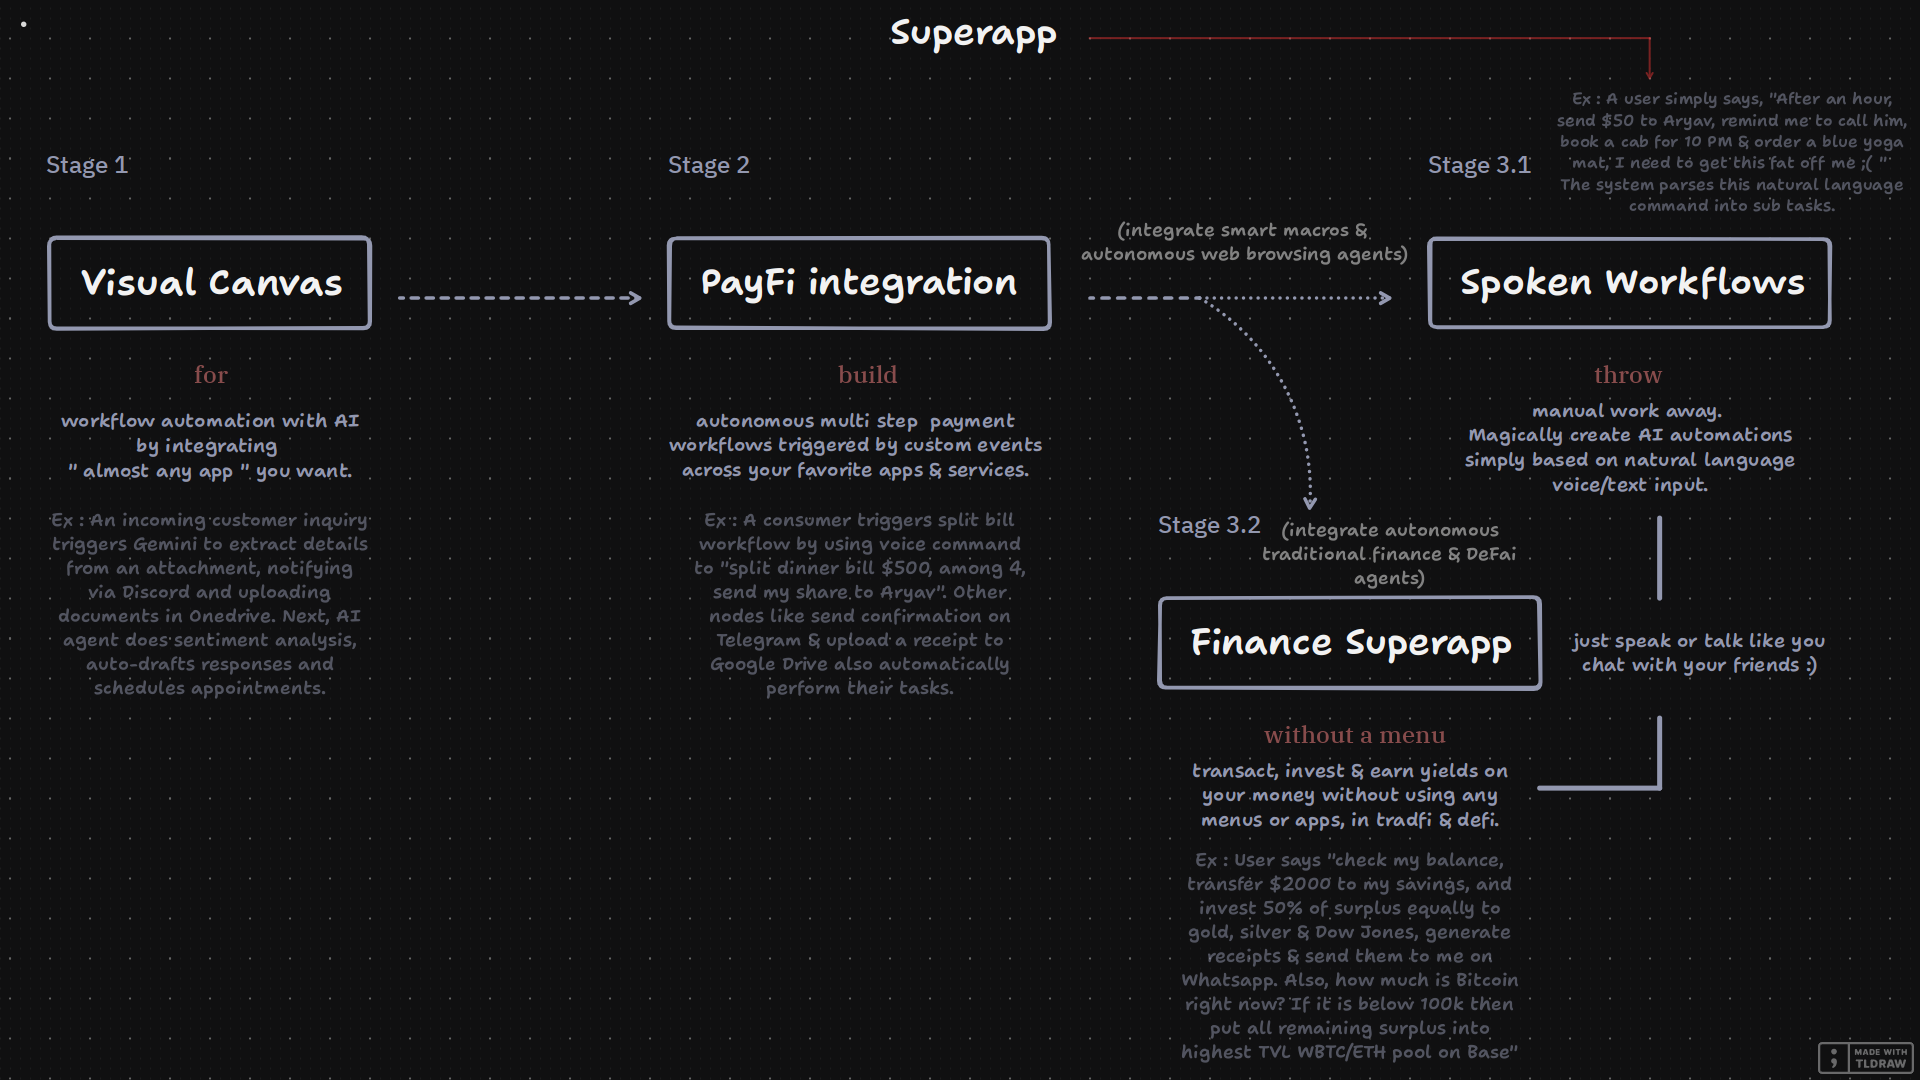 Superapp
Stage 1
Visual Canvas
for
workflow automation with AI
by integrating
" almost any app " you want.
Ex : An incoming customer inquiry
triggers Gemini to extract details
from an attachment, notifying
via Discord and uploading
documents in Onedrive. Next, AI
agent does sentiment analysis,
auto-drafts responses and
schedules appointments.
Stage 2
PayFi integration
build
autonomous multi step  payment
workflows triggered by custom events
across your favorite apps & services.
Ex : A consumer triggers split bill
workflow by using voice command
to "split dinner bill $500, among 4,
send my share to Aryav". Other
nodes like send confirmation on
Telegram & upload a receipt to
Google Drive also automatically
perform their tasks.
(integrate smart macros &
autonomous web browsing agents)
Stage 3.1
Ex : A user simply says, "After an hour,
send $50 to Aryav, remind me to call him,
book a cab for 10 PM & order a blue yoga
mat, I need to get this fat off me ;( "
The system parses this natural language
command into sub tasks.
Spoken Workflows
throw
manual work away.
Magically create AI automations
simply based on natural language
voice/text input.
just speak or talk like you
chat with your friends :)
Stage 3.2
(integrate autonomous
traditional finance & DeFai
agents)
Finance Superapp
without a menu
transact, invest & earn yields on
your money without using any
menus or apps, in tradfi & defi.
Ex : User says "check my balance,
transfer $2000 to my savings, and
invest 50% of surplus equally to
gold, silver & Dow Jones, generate
receipts & send them to me on
Whatsapp. Also, how much is Bitcoin
right now? If it is below 100k then
put all remaining surplus into
highest TVL WBTC/ETH pool on Base"
MADE WITH
TLDRAW